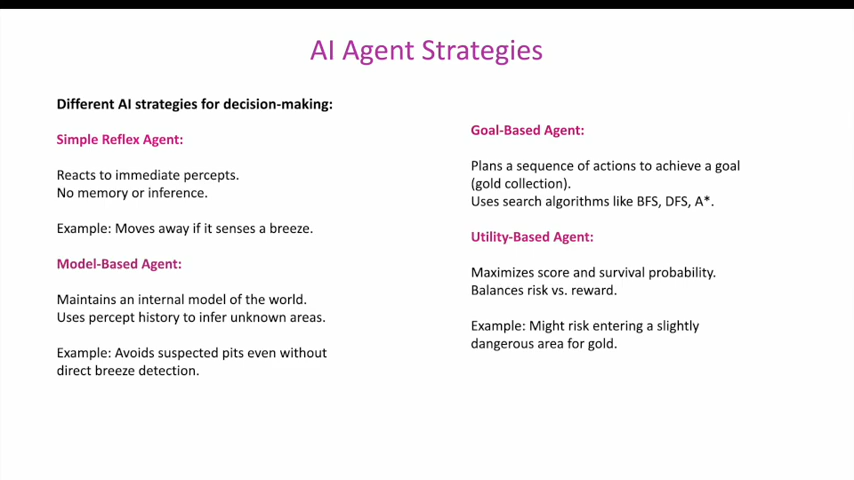 AI Agent Strategies
Different AI strategies for decision-making:
Simple Reflex Agent:
Reacts to immediate percepts.
No memory or inference.
Example: Moves away if it senses a breeze.
Model-Based Agent:
Maintains an internal model of the world.
Uses percept history to infer unknown areas.
Example: Avoids suspected pits even without
direct breeze detection.
Goal-Based Agent:
Plans a sequence of actions to achieve a goal
(gold collection).
Uses search algorithms like BFS, DFS, A*.
Utility-Based Agent:
Maximizes score and survival probability.
Balances risk vs. reward.
Example: Might risk entering a slightly
dangerous area for gold.